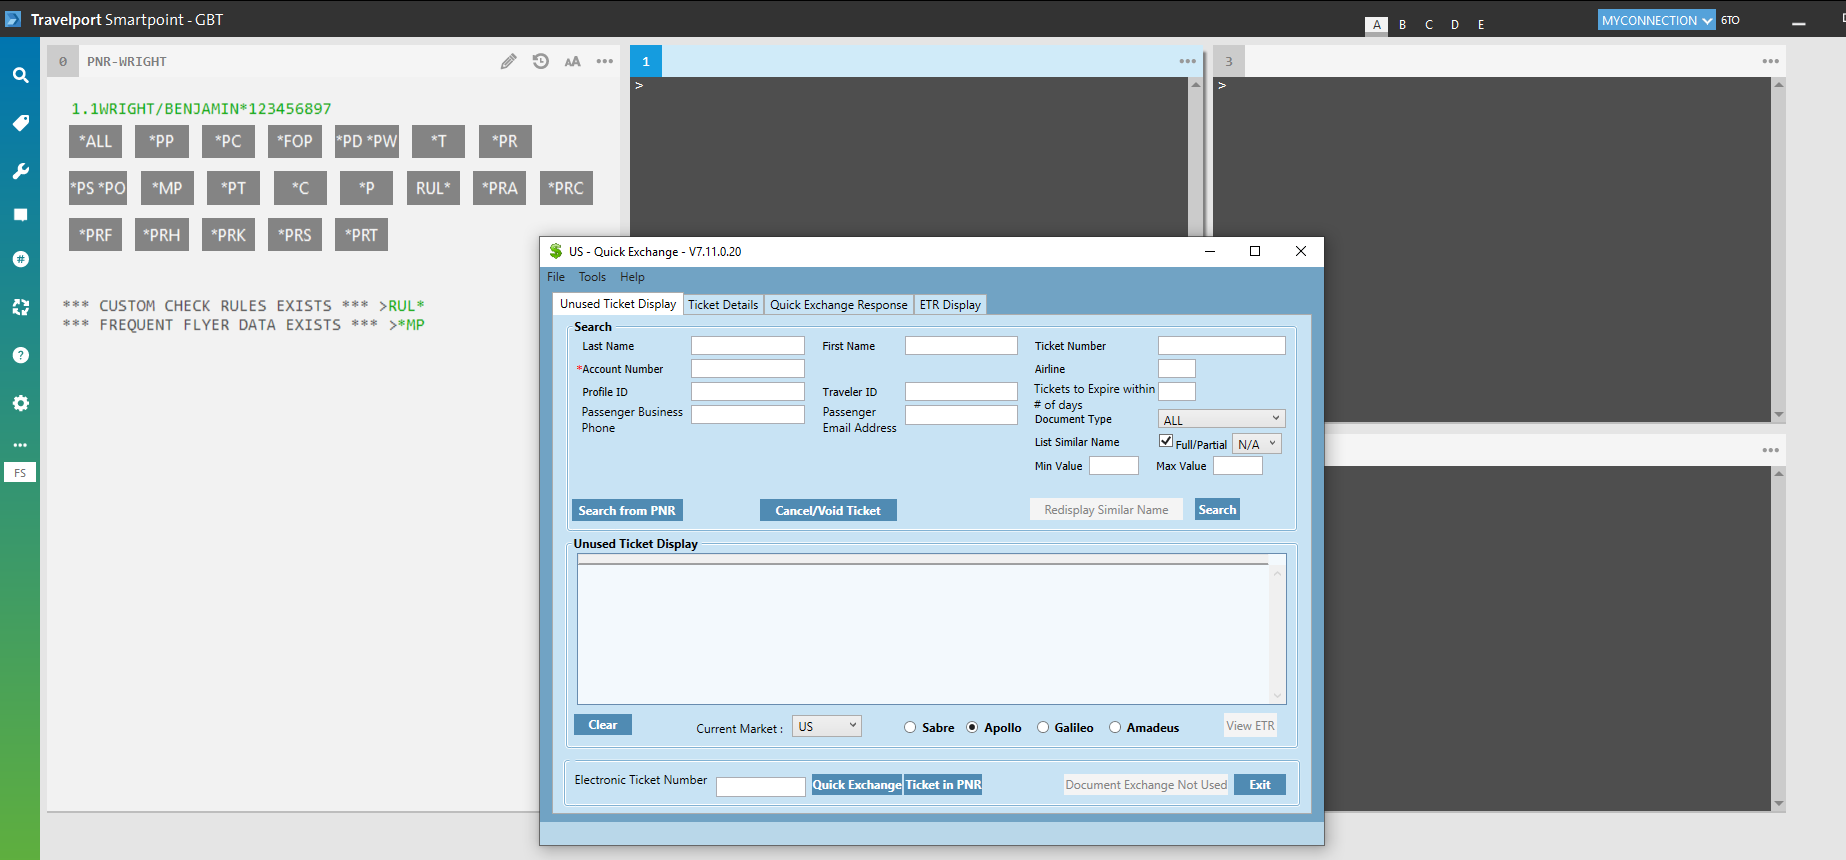 Travelport Smartpoint - GBT
A B C D E
MYCONNECTION 6TO
0 PNR-WRIGHT
AA
1.1WRIGHT/BENJAMIN*123456897
*ALL *PP *PC *FOP *PD *PW *T *PR
*PS *PO *MP *PT *C *P RUL* *PRA *PRC
*PRF *PRH *PRK *PRS *PRT
*** CUSTOM CHECK RULES EXISTS *** >RUL*
*** FREQUENT FLYER DATA EXISTS *** >*MP
FS
1
>
3
>
US - Quick Exchange - V7.11.0.20
File Tools Help
Unused Ticket Display Ticket Details Quick Exchange Response ETR Display
Search
Last Name First Name Ticket Number
*Account Number Airline
Profile ID Traveler ID Tickets to Expire within
# of days
Passenger Business Phone
Passenger Email Address
Document Type ALL
List Similar Name Full/Partial N/A
Min Value Max Value
Search from PNR Cancel/Void Ticket Redisplay Similar Name Search
Unused Ticket Display
Clear Current Market : US Sabre Apollo Galileo Amadeus View ETR
Electronic Ticket Number Quick Exchange Ticket in PNR Document Exchange Not Used Exit